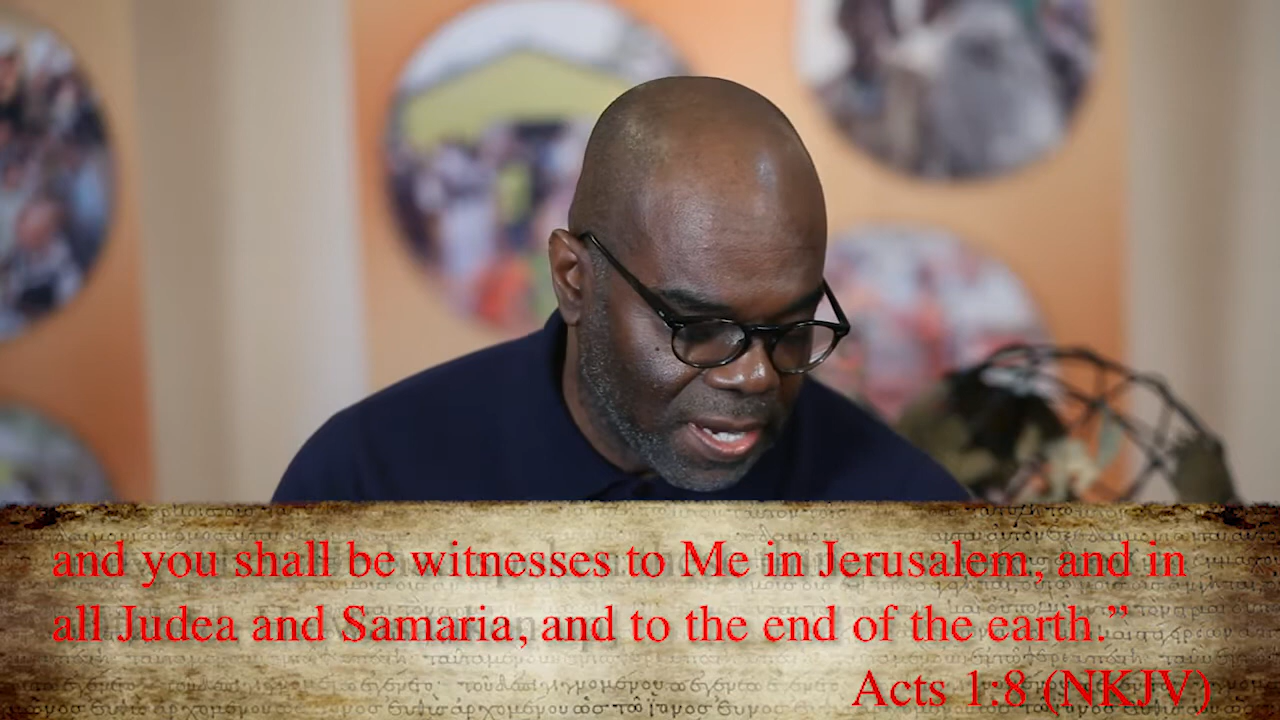 and you shall be witnesses to Me in Jerusalem, and in
all Judea and Samaria, and to the end of the earth.”
Acts 1:8 (NKJV)